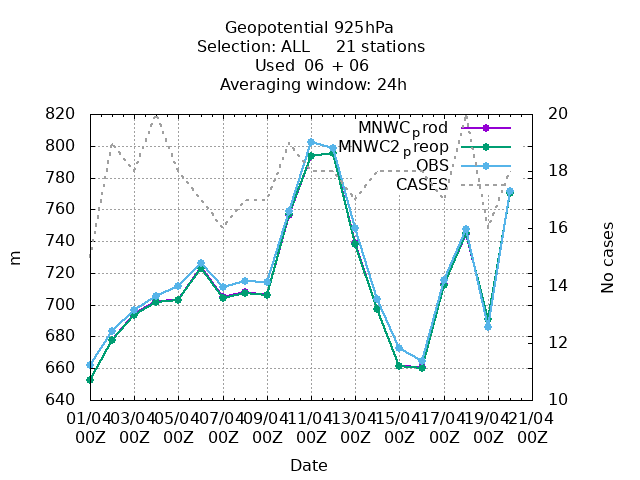 Geopotential 925hPa
Selection: ALL 21 stations
Used 06 + 06
Averaging window: 24h
820
800
780
760
740
720
700
680
660
640
20
18
16
14
12
10
MNWC_prod
MNWC2_preop
OBS
CASES
m
No cases
01/04 03/04 05/04 07/04 09/04 11/04 13/04 15/04 17/04 19/04 21/04
00Z 00Z 00Z 00Z 00Z 00Z 00Z 00Z 00Z 00Z 00Z
Date